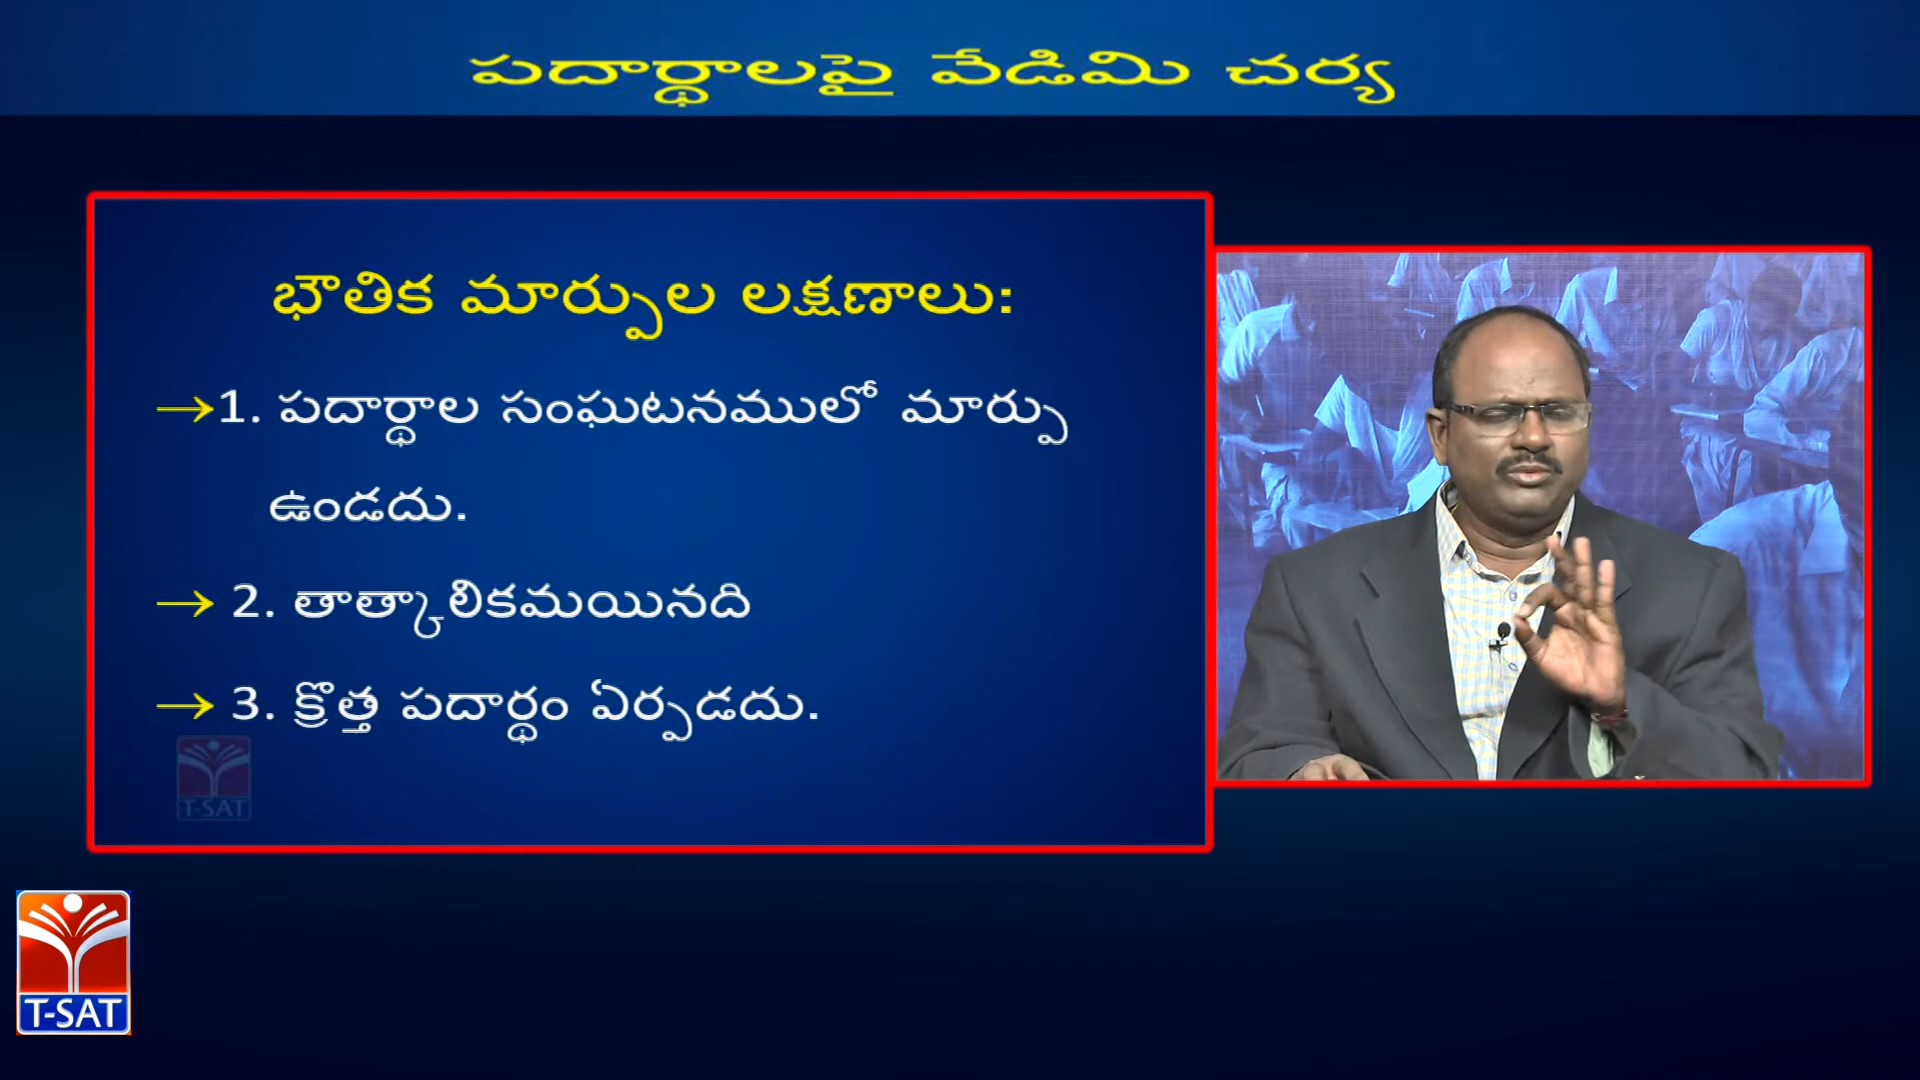 పదార్థాలపై వేడిమి చర్య
భౌతిక మార్పుల లక్షణాలు:
→1. పదార్థాల సంఘటనములో మార్పు
ఉండదు.
→ 2. తాత్కాలికమయినది
→ 3. క్రొత్త పదార్థం ఏర్పడదు.
T-SAT
T-SAT